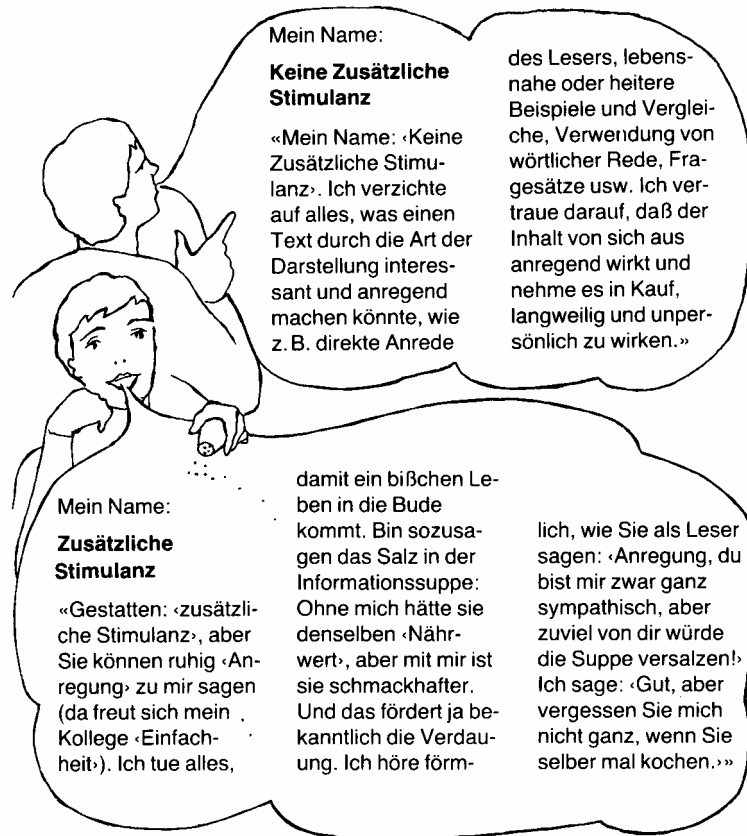 Mein Name:
Keine Zusätzliche
Stimulanz
«Mein Name: ‹Keine
Zusätzliche Stimu-
lanz›. Ich verzichte
auf alles, was einen
Text durch die Art der
Darstellung interes-
sant und anregend
machen könnte, wie
z. B. direkte Anrede
des Lesers, lebens-
nahe oder heitere
Beispiele und Verglei-
che, Verwendung von
wörtlicher Rede, Fra-
gesätze usw. Ich ver-
traue darauf, daß der
Inhalt von sich aus
anregend wirkt und
nehme es in Kauf,
langweilig und unper-
sönlich zu wirken.»
Mein Name:
Zusätzliche
Stimulanz
«Gestatten: ‹zusätzli-
che Stimulanz›, aber
Sie können ruhig ‹An-
regung› zu mir sagen
(da freut sich mein
Kollege ‹Einfach-
heit›). Ich tue alles,
damit ein bißchen Le-
ben in die Bude
kommt. Bin sozusa-
gen das Salz in der
Informationssuppe:
Ohne mich hätte sie
denselben ‹Nähr-
wert›, aber mit mir ist
sie schmackhafter.
Und das fördert ja be-
kanntlich die Verdau-
ung. Ich höre förm-
lich, wie Sie als Leser
sagen: ‹Anregung, du
bist mir zwar ganz
sympathisch, aber
zuviel von dir würde
die Suppe versalzen!›
Ich sage: ‹Gut, aber
vergessen Sie mich
nicht ganz, wenn Sie
selber mal kochen.›»